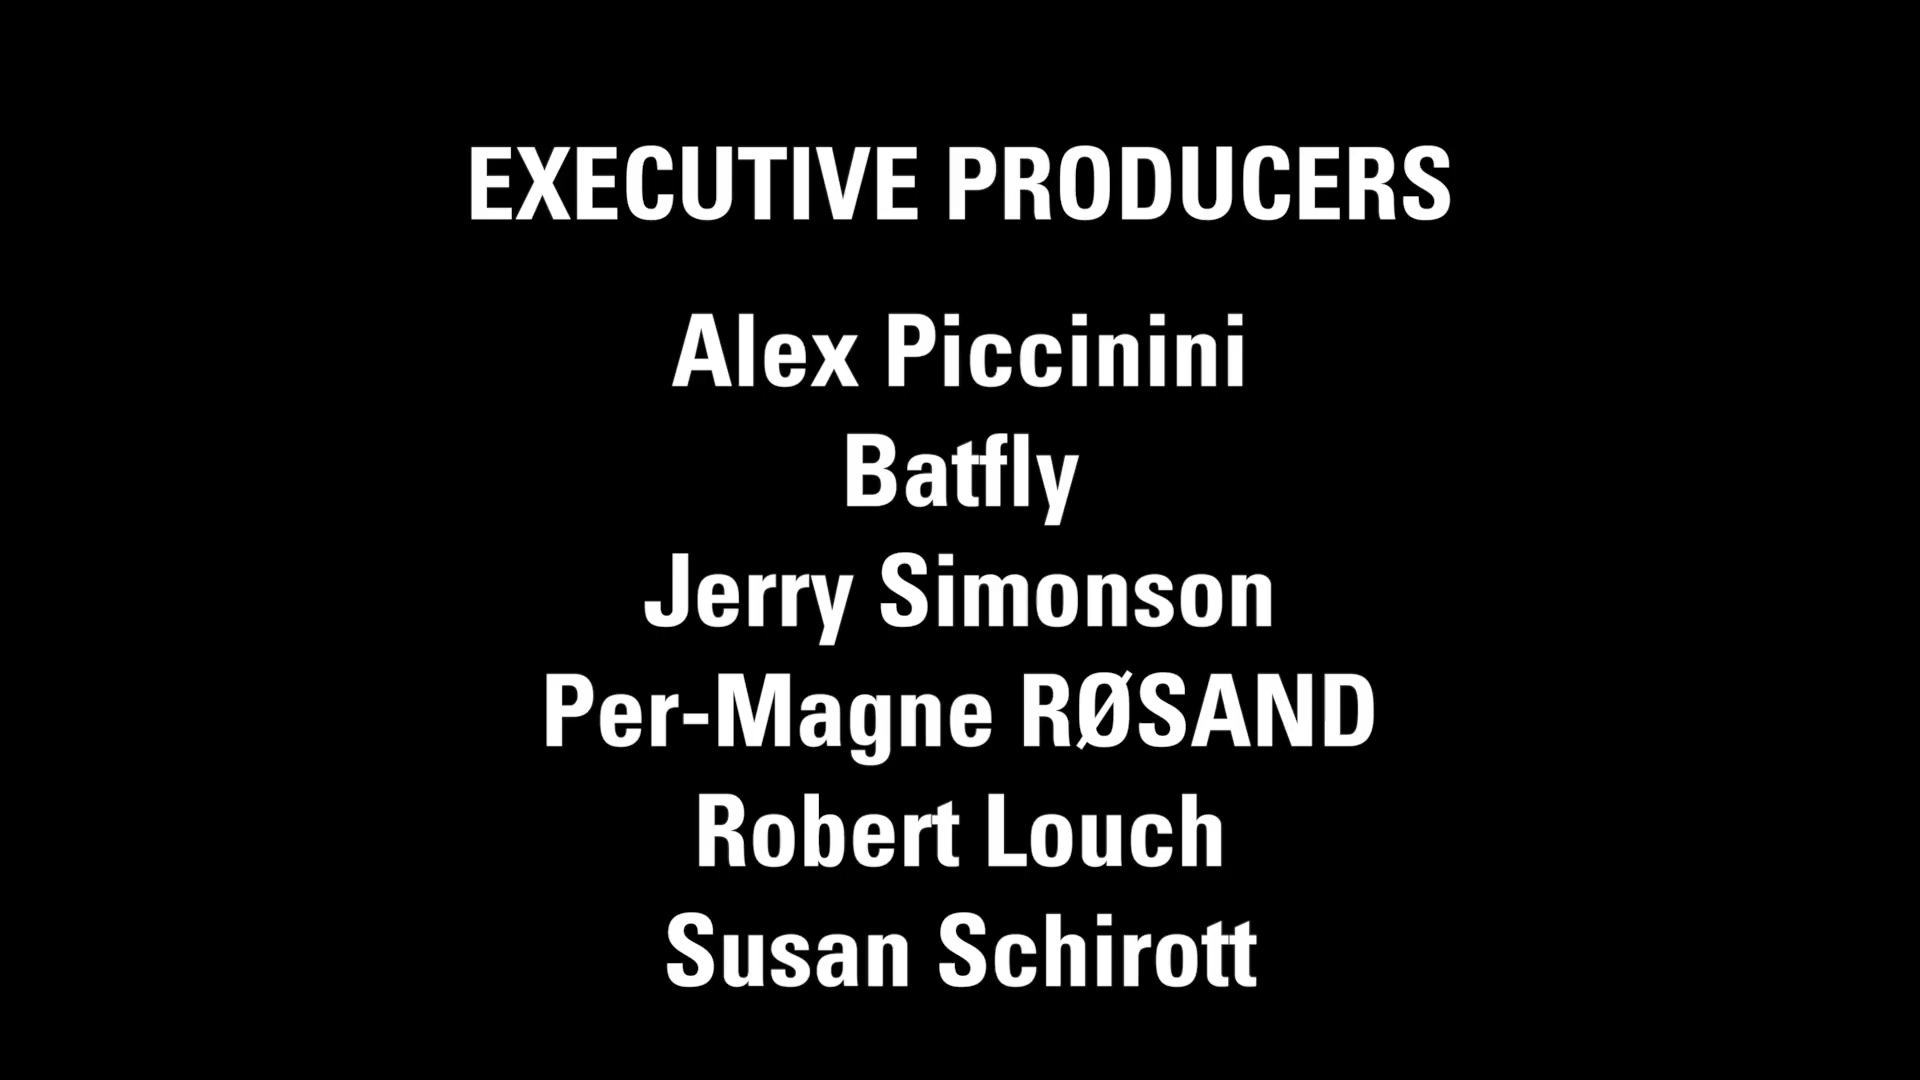 EXECUTIVE PRODUCERS
Alex Piccinini
Batfly
Jerry Simonson
Per-Magne RØSAND
Robert Louch
Susan Schirott